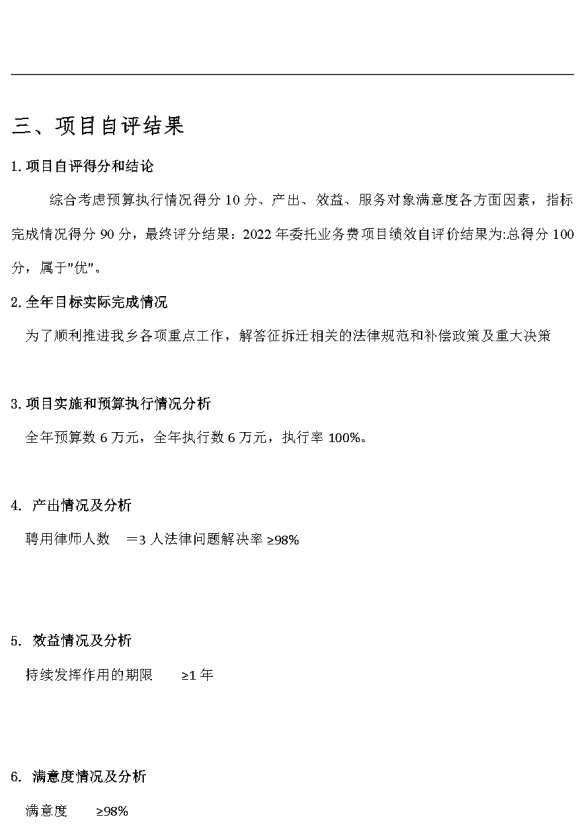 三、项目自评结果
1. 项目自评得分和结论
综合考虑预算执行情况得分 10 分、产出、效益、服务对象满意度各方面因素，指标
完成情况得分 90 分，最终评分结果：2022 年委托业务费项目绩效自评价结果为:总得分 100
分，属于"优"。
2. 全年目标实际完成情况
为了顺利推进我乡各项重点工作，解答征拆迁相关的法律规范和补偿政策及重大决策
3. 项目实施和预算执行情况分析
全年预算数 6 万元，全年执行数 6 万元，执行率 100%。
4. 产出情况及分析
聘用律师人数 ＝3 人法律问题解决率 ≥98%
5. 效益情况及分析
持续发挥作用的期限 ≥1 年
6. 满意度情况及分析
满意度 ≥98%